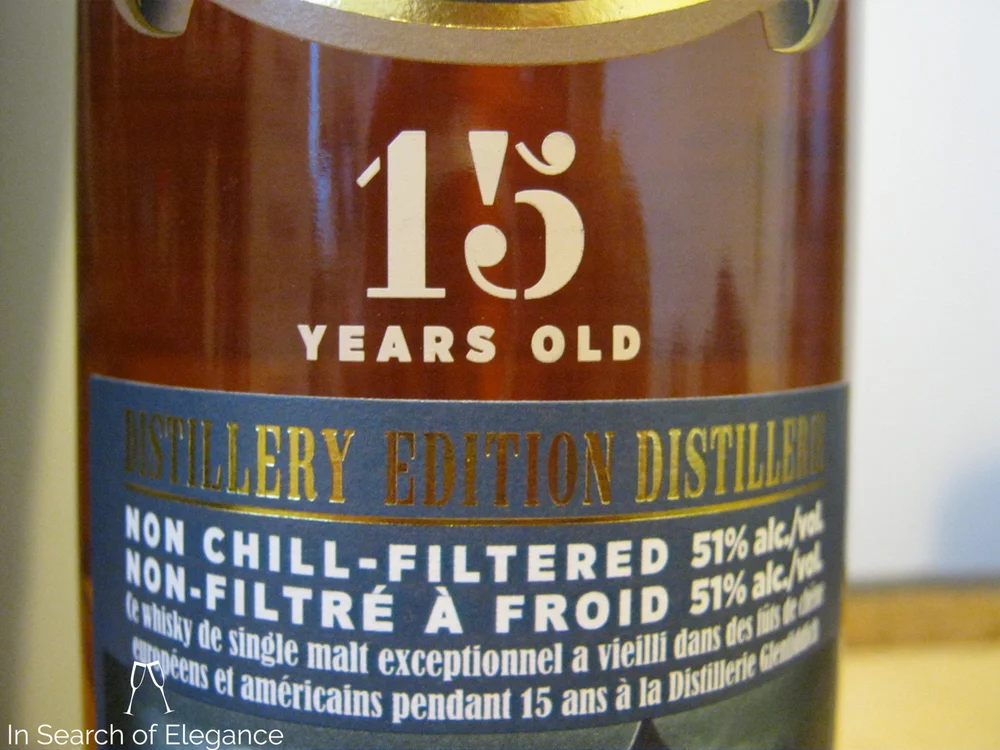 15
YEARS OLD
DISTILLERY EDITION DISTILLERIE
NON CHILL-FILTERED 51% alc./vol.
NON-FILTRÉ À FROID 51% alc./vol.
Ce whisky de single malt exceptionnel a vieilli dans des fûts de chêne
européens et américains pendant 15 ans à la Distillerie Glenfiddich
In Search of Elegance